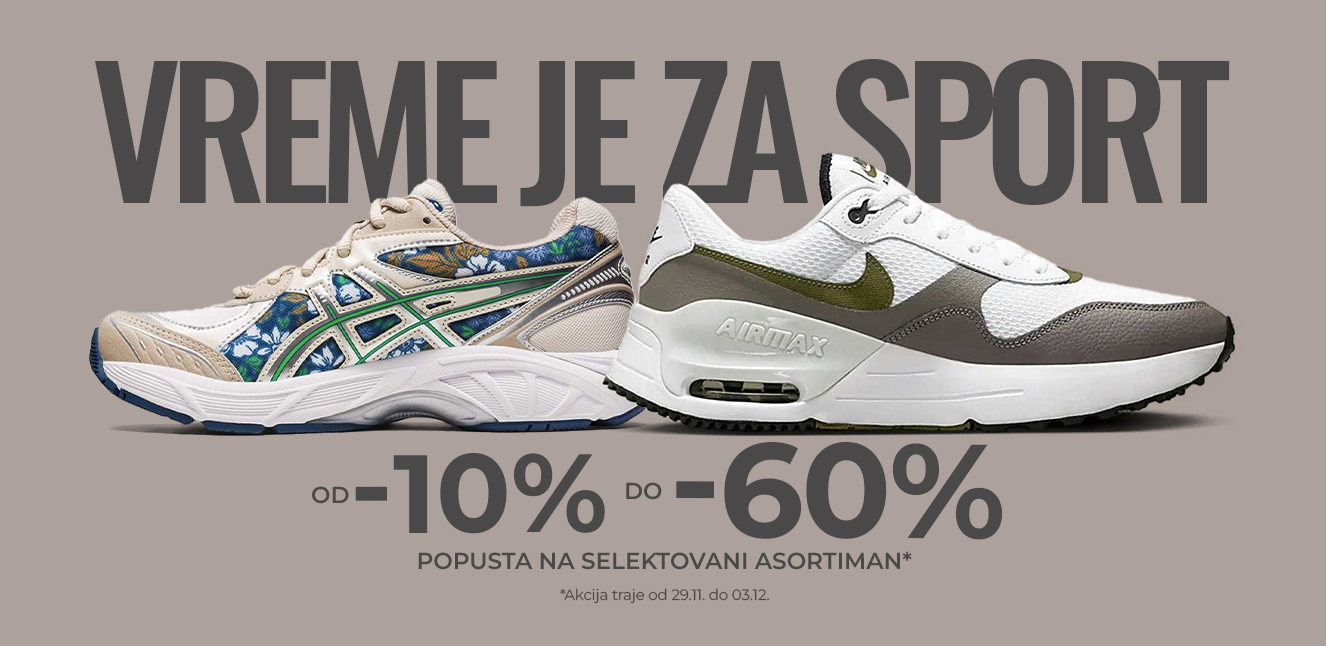 VREME JE ZA SPORT
AIRMAX
OD -10% DO -60%
POPUSTA NA SELEKTOVANI ASORTIMAN*
*Akcija traje od 29.11. do 03.12.